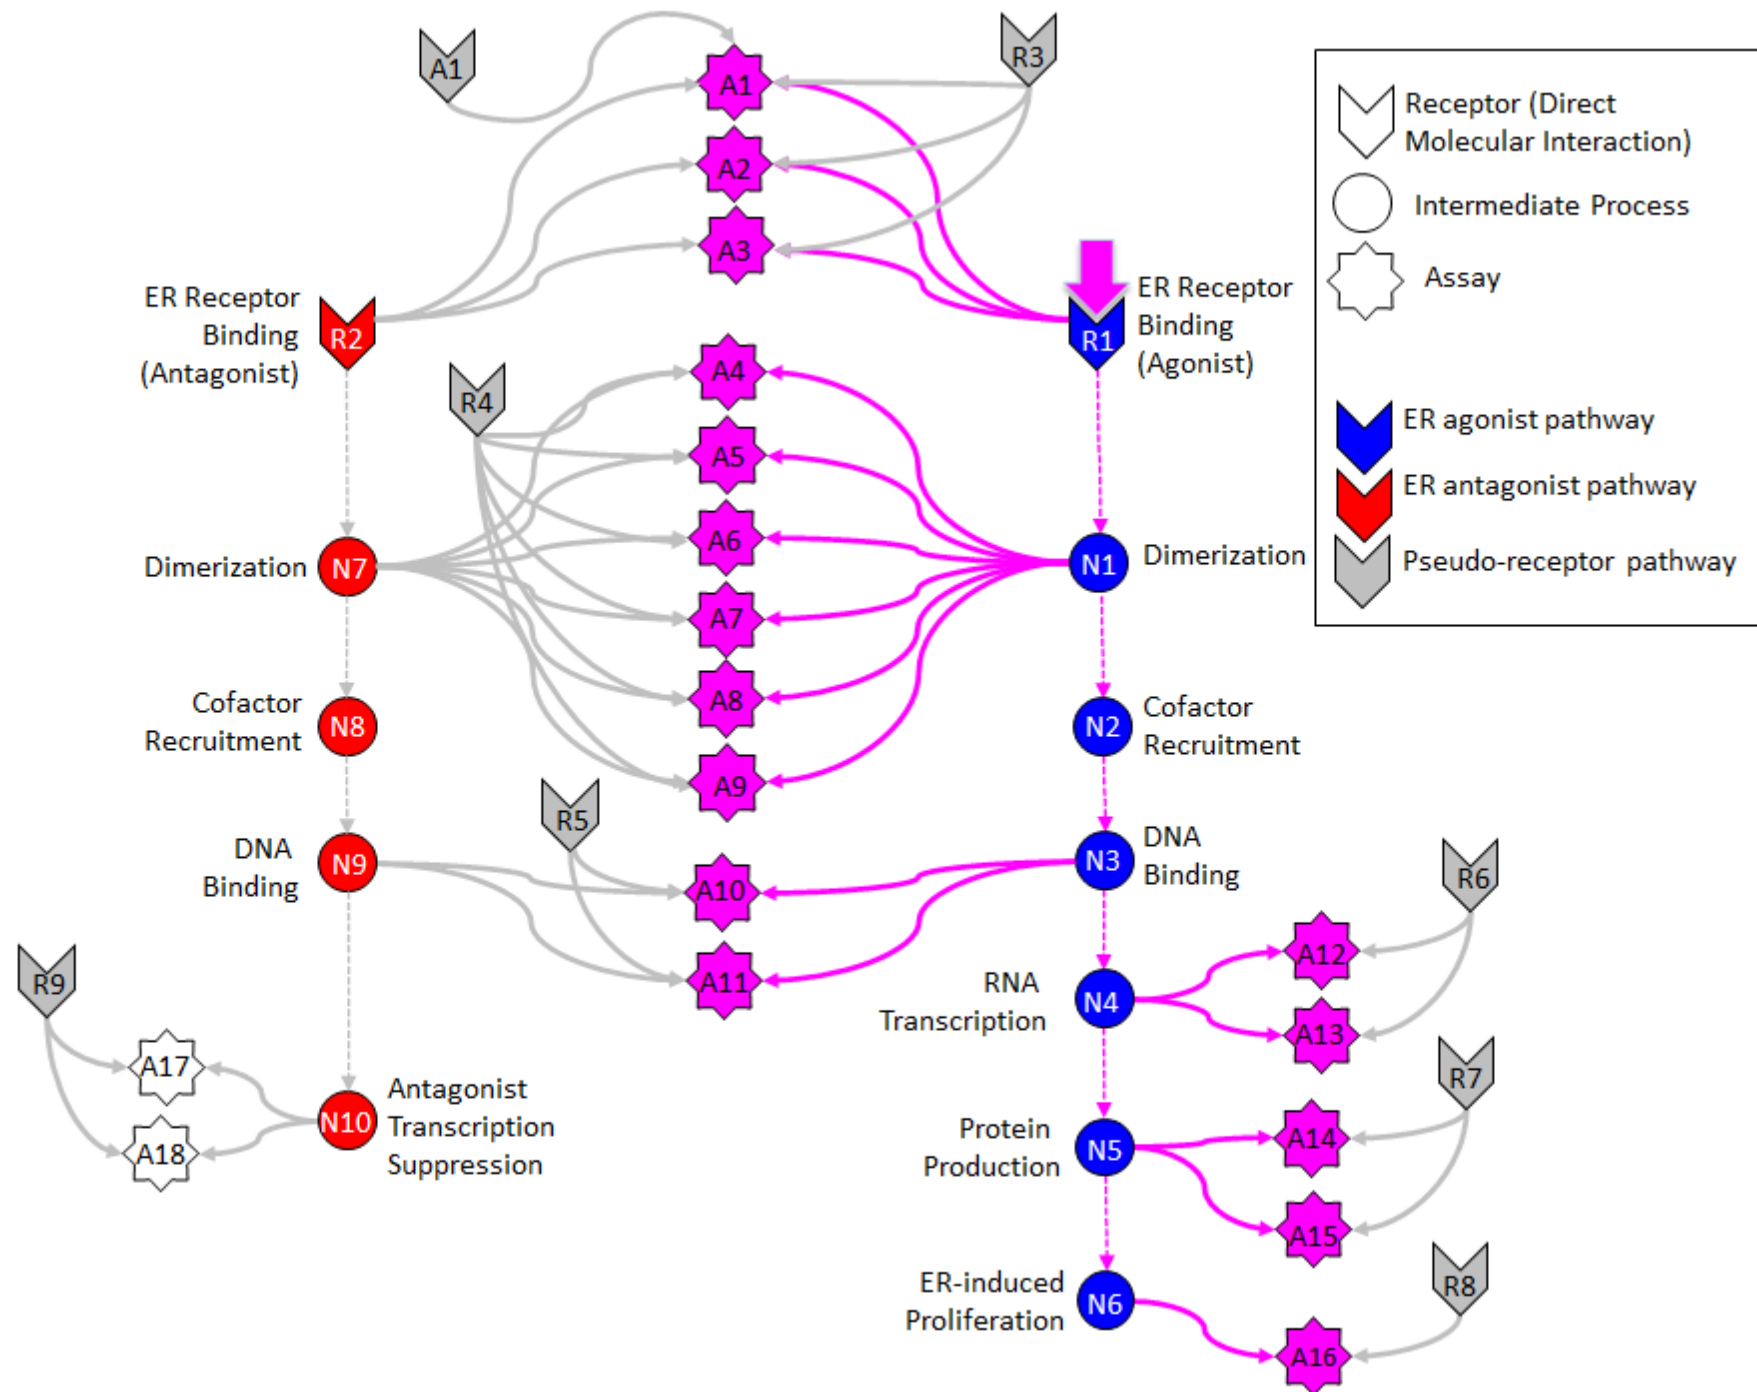 A1
R3
A1
A2
A3
ER Receptor
Binding
(Antagonist)
R2
R1
ER Receptor
Binding
(Agonist)
R4
A4
A5
A6
A7
A8
A9
Dimerization
N7
N1
Dimerization
Cofactor
Recruitment
N8
N2
Cofactor
Recruitment
R5
DNA
Binding
N9
A10
A11
N3
DNA
Binding
R6
A12
A13
RNA
Transcription
N4
R9
A17
A18
N10
Antagonist
Transcription
Suppression
R7
Protein
Production
N5
A14
A15
ER-induced
Proliferation
N6
R8
A16
Receptor (Direct
Molecular Interaction)
Intermediate Process
Assay
ER agonist pathway
ER antagonist pathway
Pseudo-receptor pathway